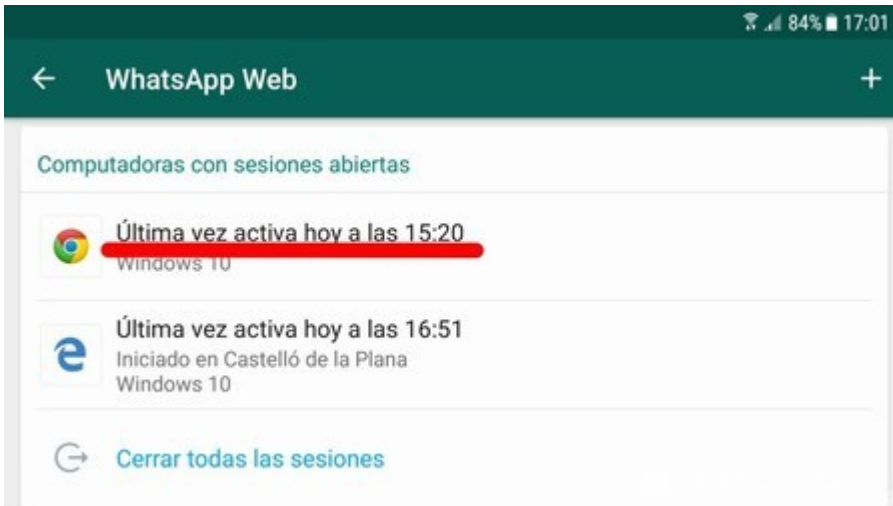 84% 17:01
WhatsApp Web
Computadoras con sesiones abiertas
Última vez activa hoy a las 15:20
Windows 10
Última vez activa hoy a las 16:51
Iniciado en Castelló de la Plana
Windows 10
Cerrar todas las sesiones